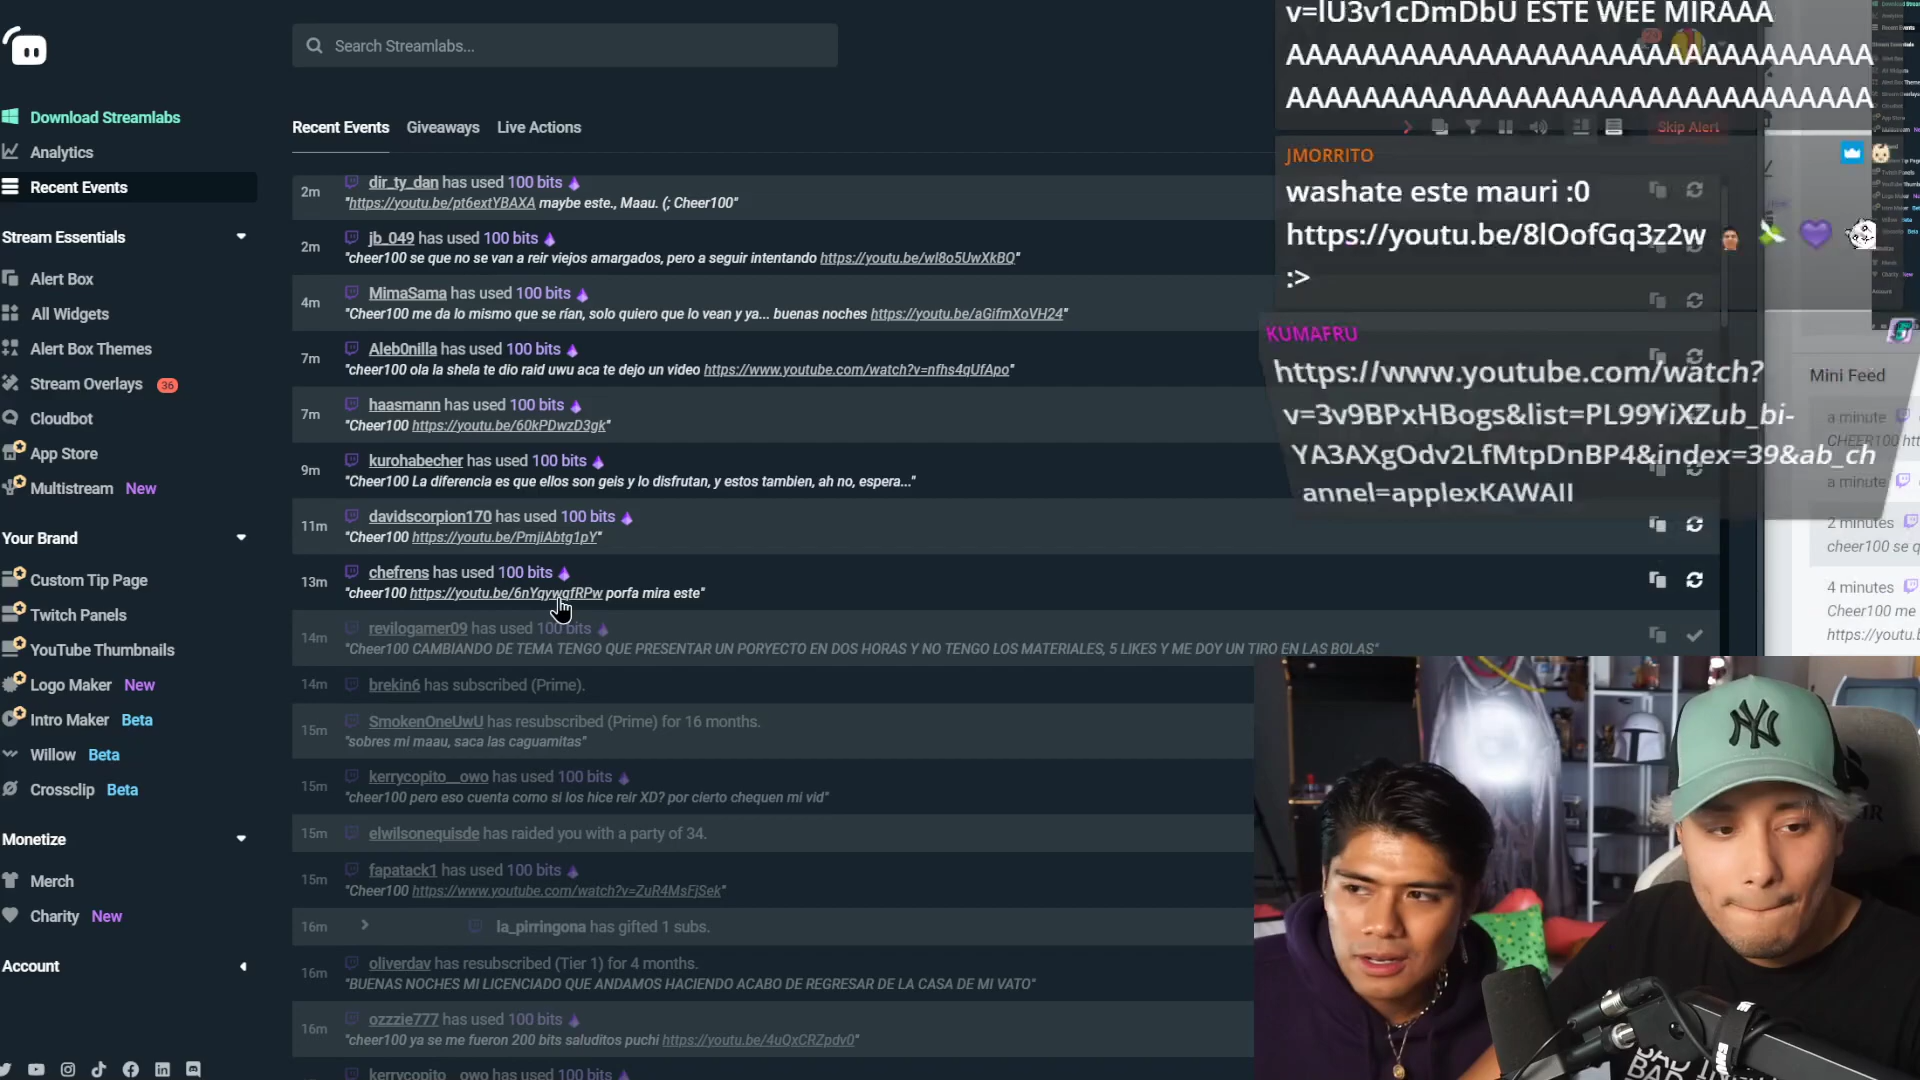 Search Streamlabs...
Download Streamlabs
Analytics
Recent Events
Stream Essentials
Alert Box
All Widgets
Alert Box Themes
Stream Overlays 36
Cloudbot
App Store
Multistream New
Your Brand
Custom Tip Page
Twitch Panels
YouTube Thumbnails
Logo Maker New
Intro Maker Beta
Willow Beta
Crossclip Beta
Monetize
Merch
Charity New
Account
Recent Events Giveaways Live Actions
2m dir_ty_dan has used 100 bits
"https://youtu.be/pt6extYBAXA maybe este., Maau. (; Cheer100"
2m jb_049 has used 100 bits
"cheer100 se que no se van a reir viejos amargados, pero a seguir intentando https://youtu.be/wl8o5UwXkBQ"
4m MimaSama has used 100 bits
"Cheer100 me da lo mismo que se rían, solo quiero que lo vean y ya... buenas noches https://youtu.be/aGifmXoVH24"
7m Aleb0nilla has used 100 bits
"cheer100 ola la shela te dio raid uwu aca te dejo un video https://www.youtube.com/watch?v=nfhs4qUfApo"
7m haasmann has used 100 bits
"Cheer100 https://youtu.be/60kPDwzD3gk"
9m kurohabecher has used 100 bits
"Cheer100 La diferencia es que ellos son geis y lo disfrutan, y estos tambien, ah no, espera..."
11m davidscorpion170 has used 100 bits
"Cheer100 https://youtu.be/PmjiAbtg1pY"
13m chefrens has used 100 bits
"cheer100 https://youtu.be/6nYqywqfRPw porfa mira este"
14m revilogamer09 has used 100 bits
"Cheer100 CAMBIANDO DE TEMA TENGO QUE PRESENTAR UN PORYECTO EN DOS HORAS Y NO TENGO LOS MATERIALES, 5 LIKES Y ME DOY UN TIRO EN LAS BOLAS"
14m brekin6 has subscribed (Prime).
15m SmokenOneUwU has resubscribed (Prime) for 16 months.
"sobres mi maau, saca las caguamitas"
15m kerrycopito__owo has used 100 bits
"cheer100 pero eso cuenta como si los hice reir XD? por cierto chequen mi vid"
15m elwilsonequisde has raided you with a party of 34.
15m fapatack1 has used 100 bits
"Cheer100 https://www.youtube.com/watch?v=ZuR4MsFjSek"
16m la_pirringona has gifted 1 subs.
16m oliverdav has resubscribed (Tier 1) for 4 months.
"BUENAS NOCHES MI LICENCIADO QUE ANDAMOS HACIENDO ACABO DE REGRESAR DE LA CASA DE MI VATO"
16m ozzzie777 has used 100 bits
"cheer100 ya se me fueron 200 bits saluditos puchi https://youtu.be/4uQxCRZpdv0"
kerrycopito__owo has used 100 bits
v=lU3v1cDmDbU ESTE WEE MIRAAA
AAAAAAAAAAAAAAAAAAAAAAAAAAAAA
AAAAAAAAAAAAAAAAAAAAAAAAAAAAA
Skip Alert
JMORRITO
washate este mauri :0
https://youtu.be/8lOofGq3z2w
:>
KUMAFRU
https://www.youtube.com/watch?
v=3v9BPxHBogs&list=PL99YiXZub_bi-
YA3AXgOdv2LfMtpDnBP4&index=39&ab_ch
annel=applexKAWAII
Mini Feed
a minute
CHEER100
a minute
2 minutes
cheer100 se q
4 minutes
Cheer100 me
https://youtu.
NY